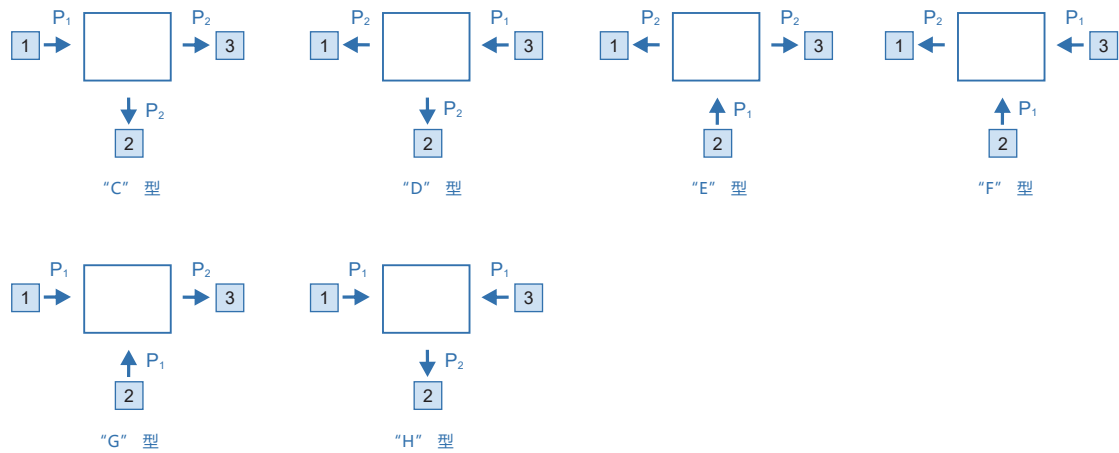 P₁ P₂ P₂ P₁ P₂ P₂ P₂ P₁
1 3 1 3 1 3 1 3
P₂ P₂ P₁ P₁
2 2 2 2
“C” 型 “D” 型 “E” 型 “F” 型
P₁ P₂ P₁ P₁
1 3 1 3
P₁ P₂
2 2
“G” 型 “H” 型